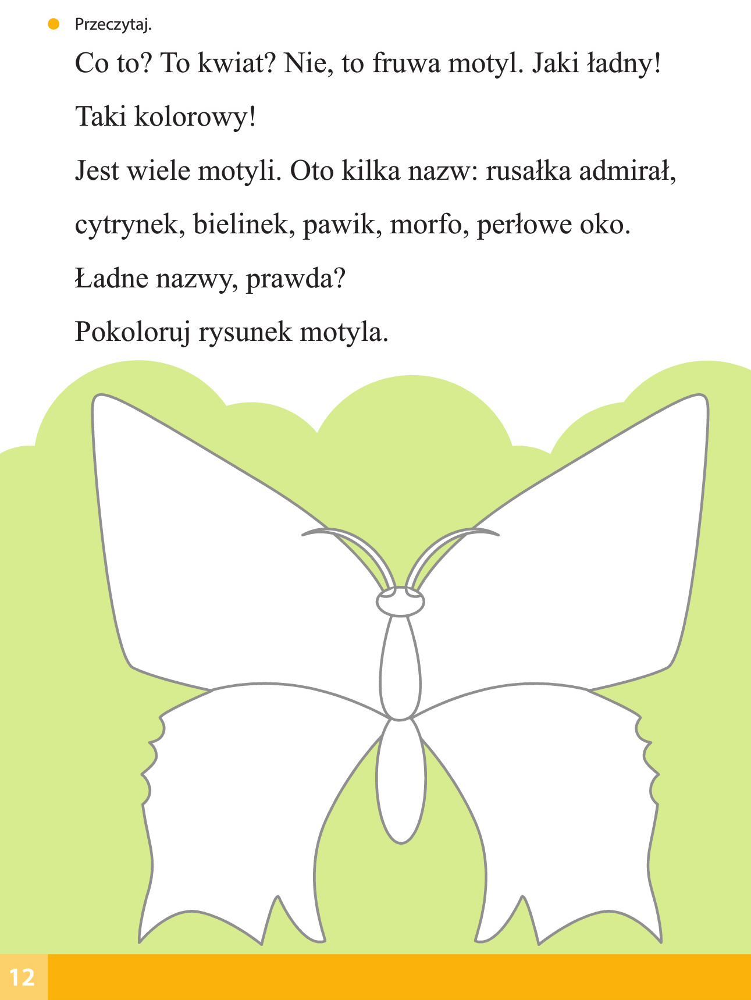 Przeczytaj.
Co to? To kwiat? Nie, to fruwa motyl. Jaki ładny!
Taki kolorowy!
Jest wiele motyli. Oto kilka nazw: rusałka admirał,
cytrynek, bielinek, pawik, morfo, perłowe oko.
Ładne nazwy, prawda?
Pokoloruj rysunek motyla.
12